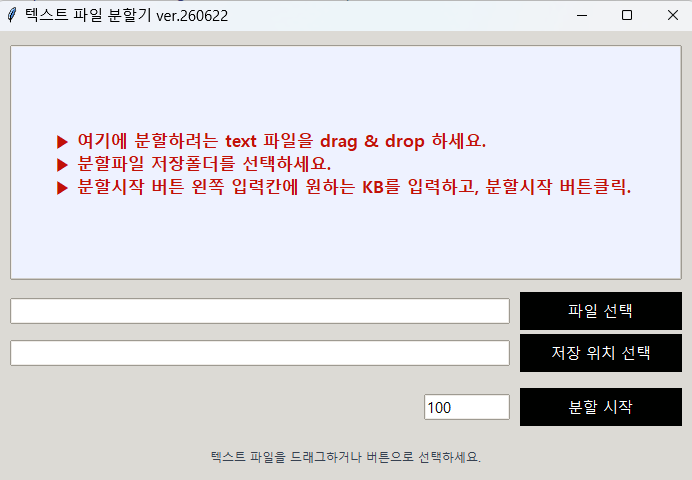 텍스트 파일 분할기 ver.260622
▶ 여기에 분할하려는 text 파일을 drag & drop 하세요.
▶ 분할파일 저장폴더를 선택하세요.
▶ 분할시작 버튼 왼쪽 입력칸에 원하는 KB를 입력하고, 분할시작 버튼클릭.
파일 선택
저장 위치 선택
100
분할 시작
텍스트 파일을 드래그하거나 버튼으로 선택하세요.